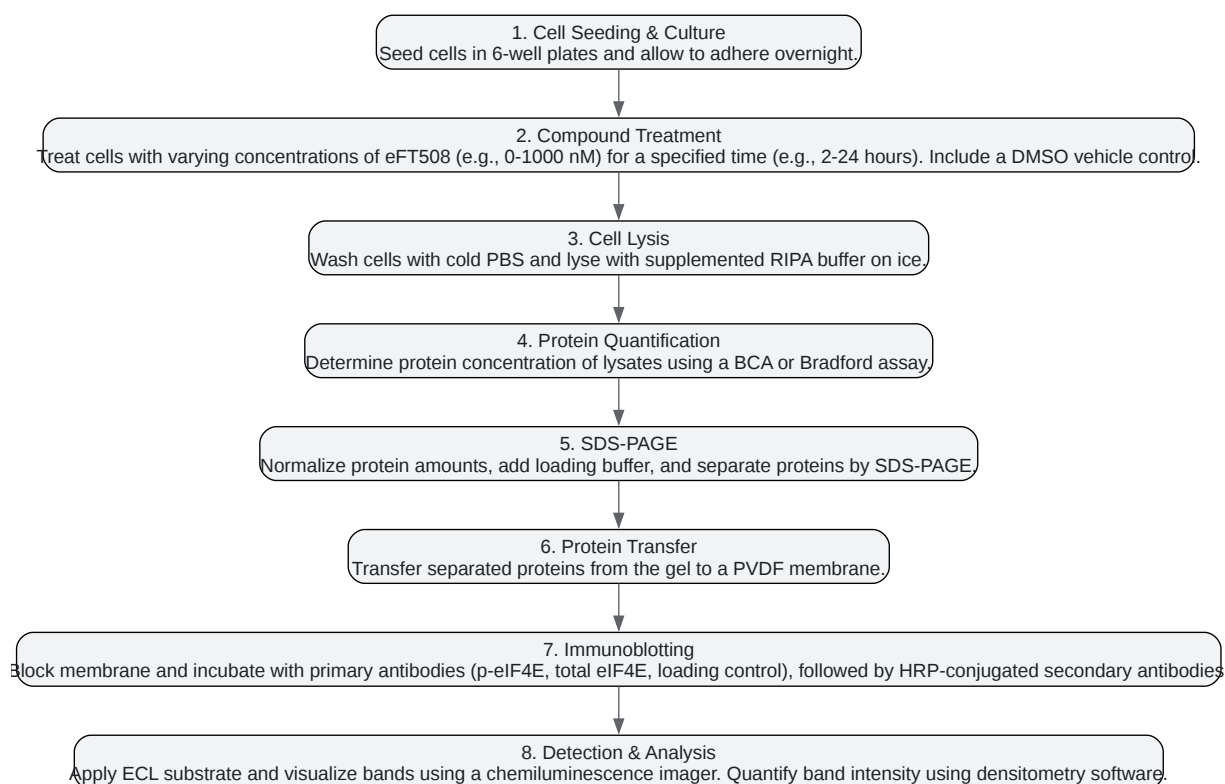 1. Cell Seeding & Culture
Seed cells in 6-well plates and allow to adhere overnight.
2. Compound Treatment
Treat cells with varying concentrations of eFT508 (e.g., 0-1000 nM) for a specified time (e.g., 2-24 hours). Include a DMSO vehicle control.
3. Cell Lysis
Wash cells with cold PBS and lyse with supplemented RIPA buffer on ice.
4. Protein Quantification
Determine protein concentration of lysates using a BCA or Bradford assay.
5. SDS-PAGE
Normalize protein amounts, add loading buffer, and separate proteins by SDS-PAGE.
6. Protein Transfer
Transfer separated proteins from the gel to a PVDF membrane.
7. Immunoblotting
Block membrane and incubate with primary antibodies (p-eIF4E, total eIF4E, loading control), followed by HRP-conjugated secondary antibodies
8. Detection & Analysis
Apply ECL substrate and visualize bands using a chemiluminescence imager. Quantify band intensity using densitometry software.